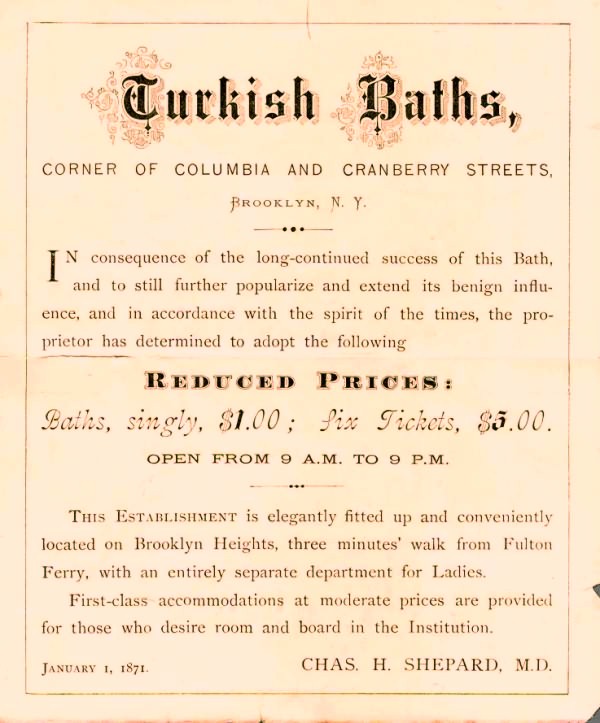 Turkish Baths,
CORNER OF COLUMBIA AND CRANBERRY STREETS,
BROOKLYN, N. Y.
IN consequence of the long-continued success of this Bath,
and to still further popularize and extend its benign influ-
ence, and in accordance with the spirit of the times, the pro-
prietor has determined to adopt the following
REDUCED PRICES:
Baths, singly, $1.00; Six Tickets, $5.00.
OPEN FROM 9 A.M. TO 9 P.M.
THIS ESTABLISHMENT is elegantly fitted up and conveniently
located on Brooklyn Heights, three minutes' walk from Fulton
Ferry, with an entirely separate department for Ladies.
First-class accommodations at moderate prices are provided
for those who desire room and board in the Institution.
JANUARY 1, 1871.
CHAS. H. SHEPARD, M.D.